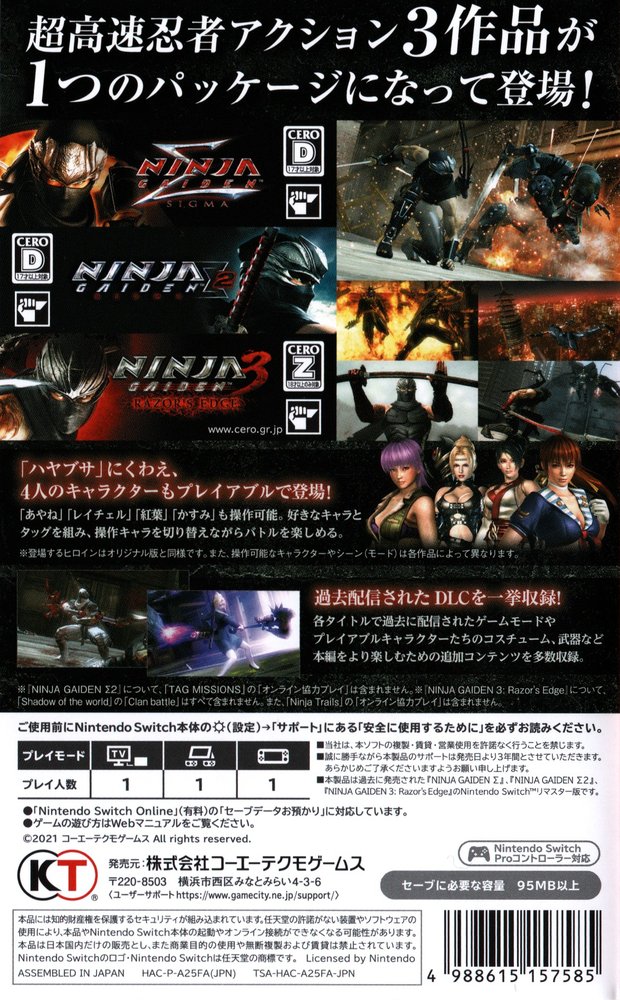 超高速忍者アクション3作品が
1つのパッケージになって登場!
NINJA
GAIDEN
SIGMA
CERO
D
17才以上対象
CERO
D
17才以上対象
NINJA
GAIDEN Σ2
NINJA
GAIDEN™ 3
RAZOR'S EDGE
CERO
Z
18才以上のみ対象
www.cero.gr.jp
「ハヤブサ」にくわえ、
4人のキャラクターもプレイアブルで登場!
「あやね」「レイチェル」「紅葉」「かすみ」も操作可能。好きなキャラと
タッグを組み、操作キャラを切り替えながらバトルを楽しめる。
※登場するヒロインはオリジナル版と同様です。また、操作可能なキャラクターやシーン(モード)は各作品によって異なります。
過去配信されたDLCを一挙収録!
各タイトルで過去に配信されたゲームモードや
プレイアブルキャラクターたちのコスチューム、武器など
本編をより楽しむための追加コンテンツを多数収録。
※『NINJA GAIDEN Σ2』について、「TAG MISSIONS」の「オンライン協力プレイ」は含まれません。※『NINJA GAIDEN 3: Razor's Edge』について、
「Shadow of the world」の「Clan battle」はすべて含まれません。また、「Ninja Trails」の「オンライン協力プレイ」は含まれません。
ご使用前にNintendo Switch本体の(設定)→「サポート」にある「安全に使用するために」を必ずお読みください。
プレイモード
TV
プレイ人数
1
1
1
■当社は、本ソフトの複製・賃貸・営業使用を許諾なく行うことを禁じます。
■誠に勝手ながら本製品のサポートは発売日より3年間とさせていただきます。
あらかじめご了承くださいますようお願い申し上げます。
■本製品は過去に発売された『NINJA GAIDEN Σ』、『NINJA GAIDEN Σ2』、
『NINJA GAIDEN 3: Razor's Edge』のNintendo Switch™リマスター版です。
●「Nintendo Switch Online」(有料)の「セーブデータお預かり」に対応しています。
●ゲームの遊び方はWebマニュアルをご覧ください。
©2021 コーエーテクモゲームス All rights reserved.
KT®
発売元: 株式会社コーエーテクモゲームス
〒220-8503 横浜市西区みなとみらい4-3-6
〈ユーザーサポート https://www.gamecity.ne.jp/support/〉
Nintendo Switch
Proコントローラー対応
セーブに必要な容量 95MB以上
本品には知的財産権を保護するセキュリティが組み込まれています。任天堂の許諾がない装置やソフトウェアの
使用により、本品やNintendo Switch本体の起動やオンライン接続ができなくなる可能性があります。
本品は日本国内だけの販売とし、また商業目的の使用や無断複製および賃貸は禁止されています。
Nintendo Switchのロゴ・Nintendo Switchは任天堂の商標です。 Licensed by Nintendo
ASSEMBLED IN JAPAN HAC-P-A25FA(JPN) TSA-HAC-A25FA-JPN
4 988615 157585